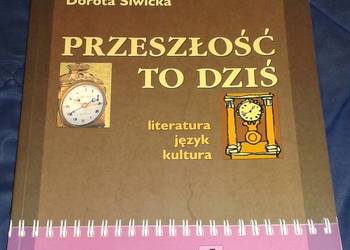 Dorota Siwicka
PRZESZŁOŚĆ
TO DZIŚ
literatura
język
kultura